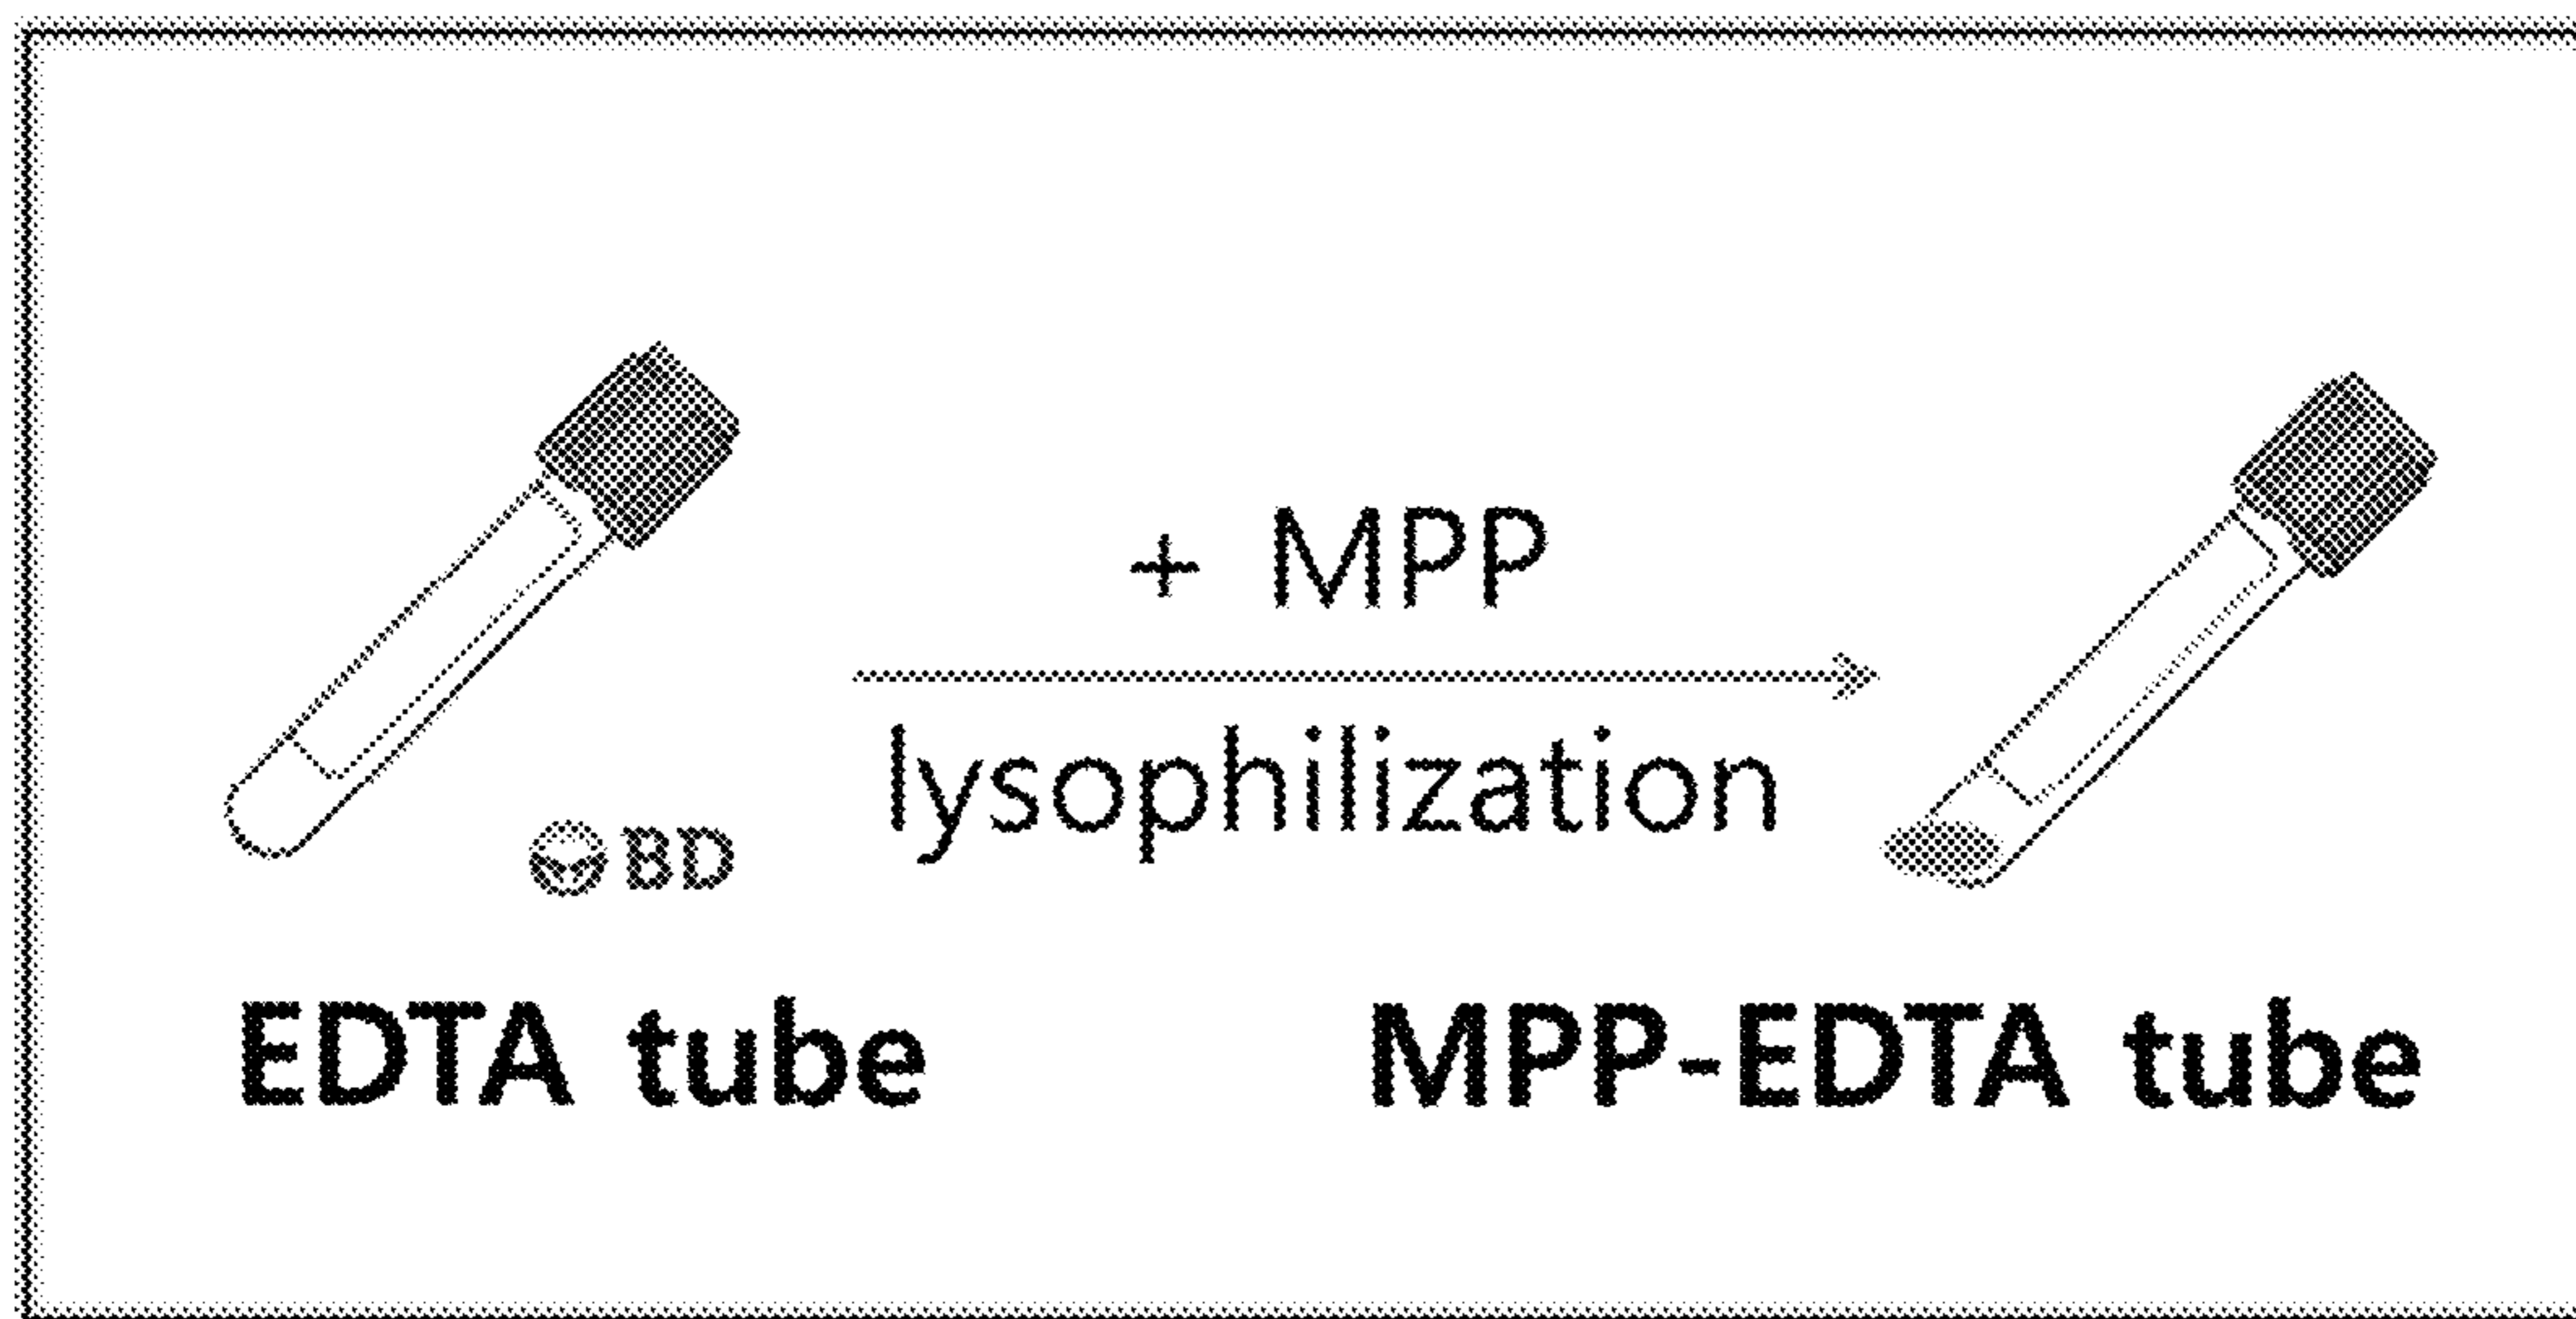 + MPP
lysophilization
BD
EDTA tube
MPP-EDTA tube